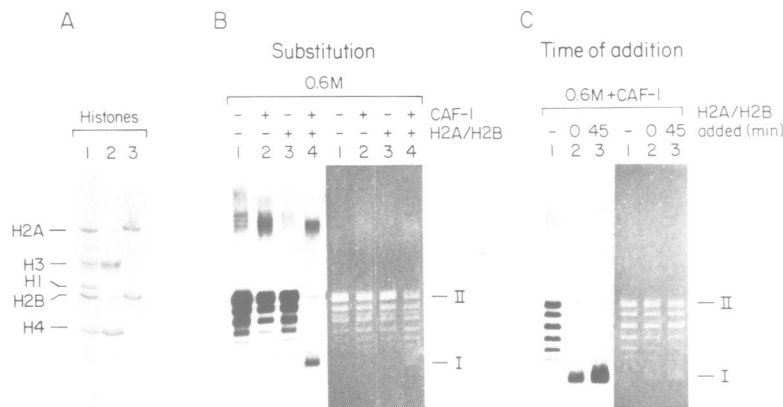 A
Histones
1 2 3
H2A
H3
H1
H2B
H4
B
Substitution
0.6M
- + - + - + - + CAF-1
- - + + - - + + H2A/H2B
1 2 3 4 1 2 3 4
II
I
C
Time of addition
0.6M+CAF-1
H2A/H2B
- 0 45 - 0 45 added (min)
1 2 3 1 2 3
II
I